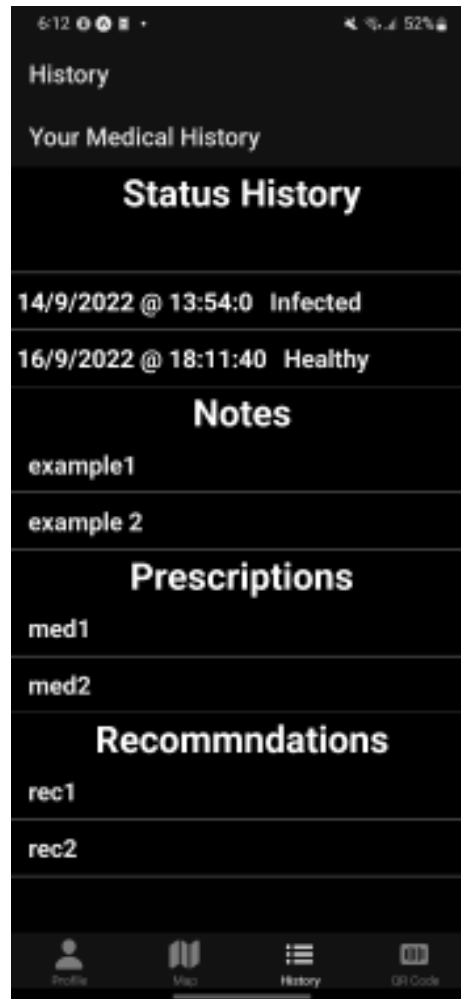 6:12
52%
History
Your Medical History
Status History
14/9/2022 @ 13:54:0 Infected
16/9/2022 @ 18:11:40 Healthy
Notes
example1
example 2
Prescriptions
med1
med2
Recommndations
rec1
rec2
Profile Map History QR Code